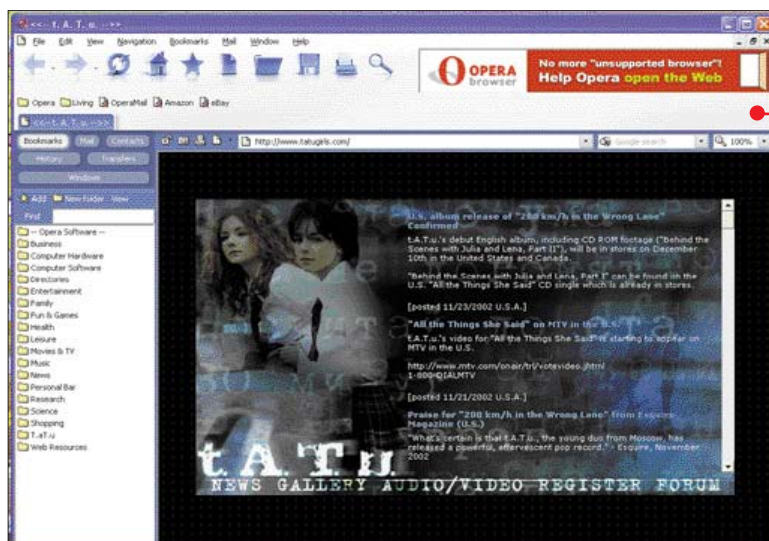 <<-- t. A. T. u. -->>
File Edit View Navigation Bookmarks Mail Window Help
OPERA
browser
No more "unsupported browser"!
Help Opera open the Web
Opera Living OperaMail Amazon eBay
<<--t. A. T. u.-->>
Bookmarks Mail Contacts
History Transfers
Windows
http://www.tatugirls.com/
Google search
100%
Add New folder View
Find
-- Opera Software --
Business
Computer Hardware
Computer Software
Directories
Entertainment
Family
Fun & Games
Health
Leisure
Movies & TV
Music
News
Personal Bar
Research
Science
Shopping
T.aT.u
Web Resources
U.S. album release of "200 km/h in the Wrong Lane"
Confirmed
t.A.T.u.'s debut English album, including CD ROM footage ("Behind the
Scenes with Julia and Lena, Part II"), will be in stores on December
10th in the United States and Canada.
"Behind the Scenes with Julia and Lena, Part I" can be found on the
U.S. "All the Things She Said" CD single which is already in stores.
[posted 11/23/2002 U.S.A.]
"All the Things She Said" on MTV in the U.S.
t.A.T.u.'s video for "All the Things She Said" is starting to appear on
MTV in the U.S.
http://www.mtv.com/onair/trl/votevideo.jhtml
1-800-DIALMTV
[posted 11/21/2002 U.S.A.]
Praise for "200 km/h in the Wrong Lane" from Esquire
Magazine (U.S.)
"What's certain is that t.A.T.u., the young duo from Moscow, has
released a powerful, effervescent pop record." - Esquire, November
2002
t.A.T.u.
NEWS GALLERY AUDIO/VIDEO REGISTER FORUM